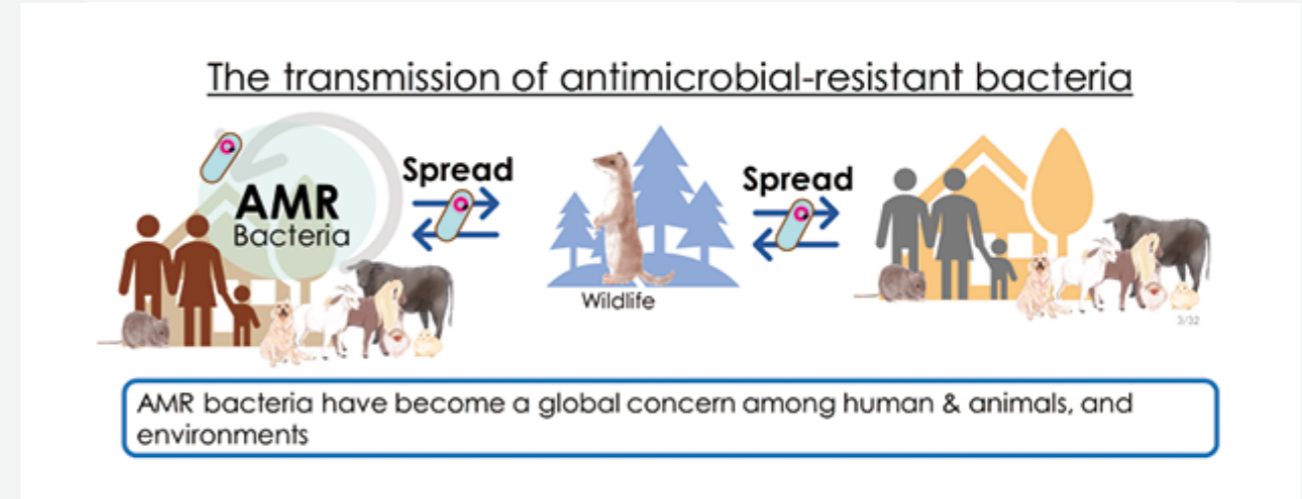 The transmission of antimicrobial-resistant bacteria
AMR
Bacteria
Spread
Wildlife
Spread
3/32
AMR bacteria have become a global concern among human & animals, and
environments